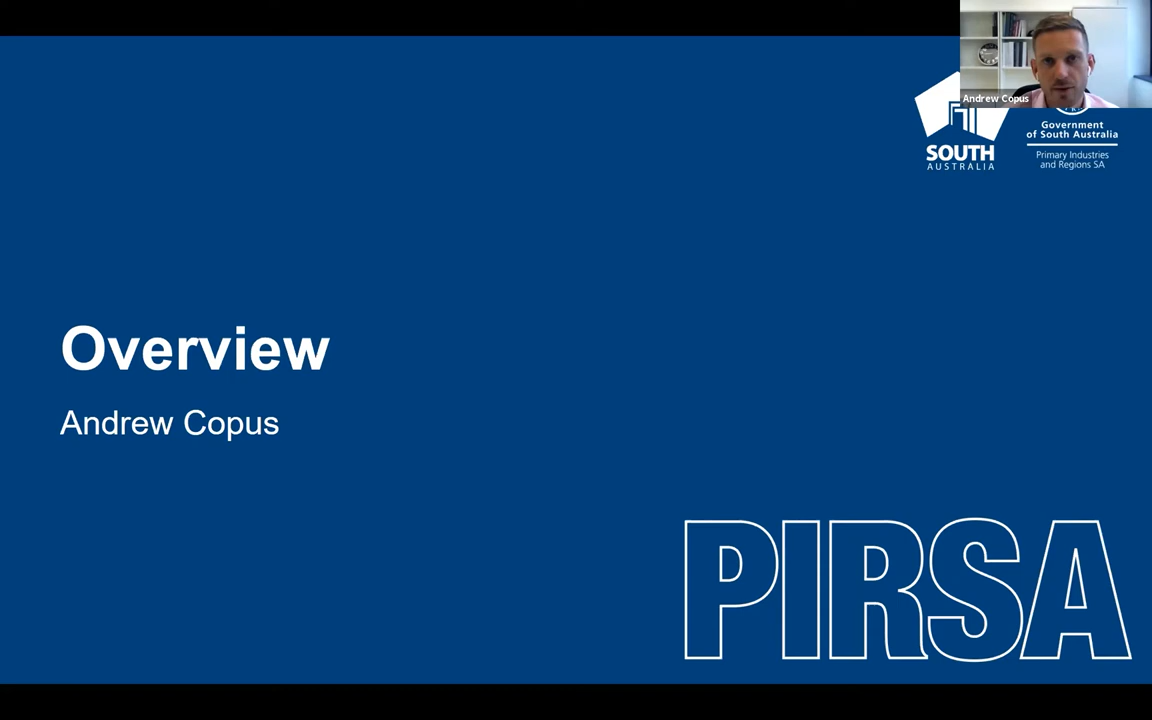 Andrew Copus
SOUTH
AUSTRALIA
Government
of South Australia
Primary Industries
and Regions SA
Overview
Andrew Copus
PIRSA